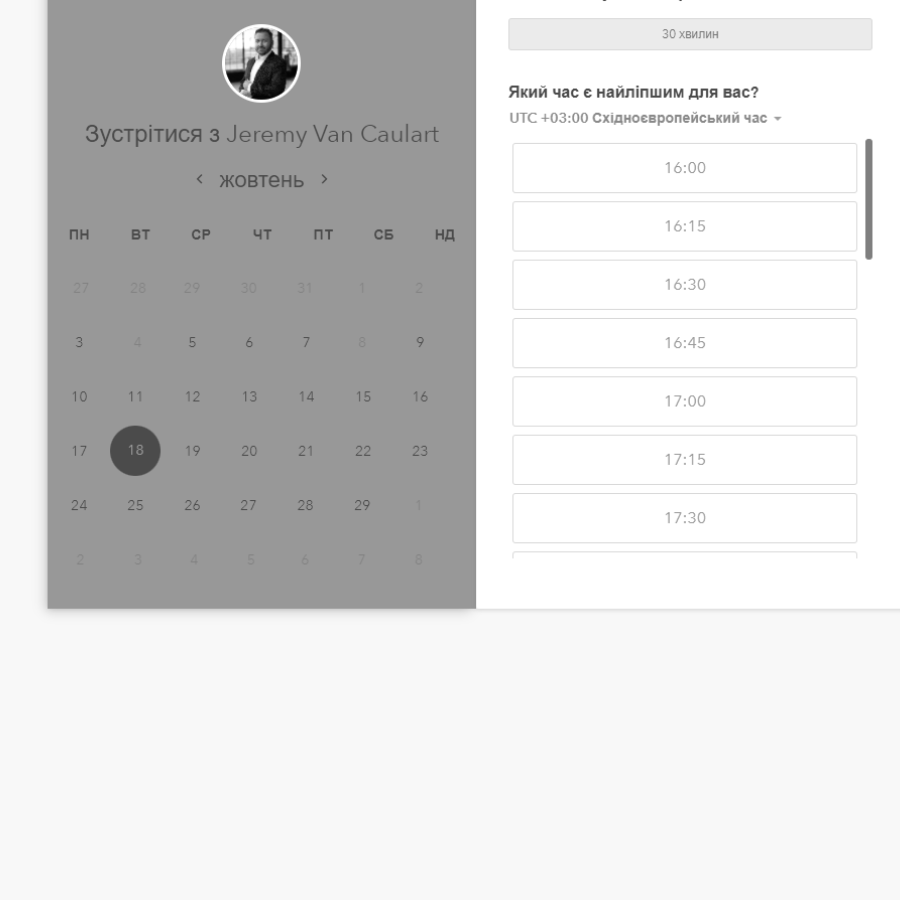 Зустрітися з Jeremy Van Caulart
жовтень
ПН ВТ СР ЧТ ПТ СБ НД
27 28 29 30 31 1 2
3 4 5 6 7 8 9
10 11 12 13 14 15 16
17 18 19 20 21 22 23
24 25 26 27 28 29 1
2 3 4 5 6 7 8
30 хвилин
Який час є найліпшим для вас?
UTC +03:00 Східноєвропейський час
16:00
16:15
16:30
16:45
17:00
17:15
17:30